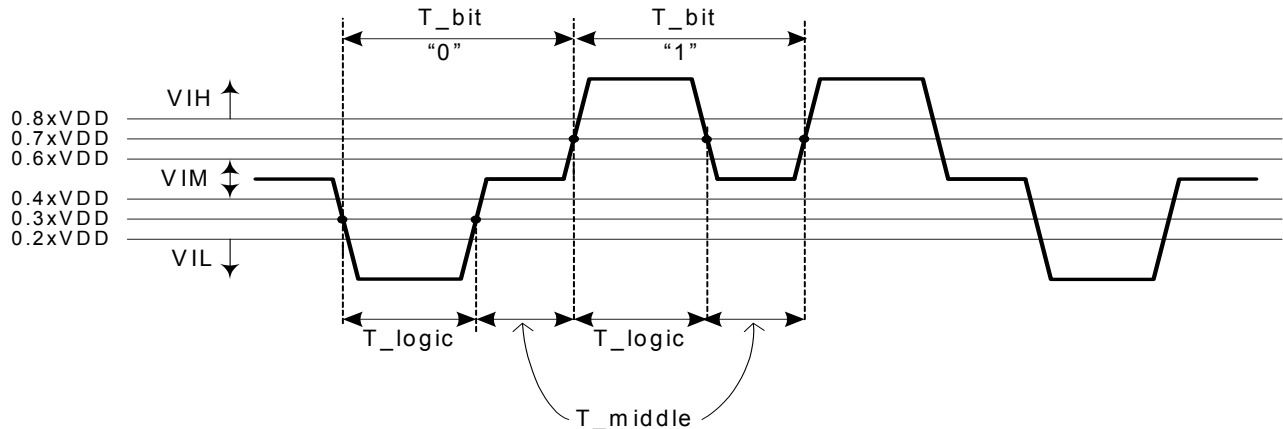 T_bit T_bit
“0” “1”
VIH
0.8xVDD
0.7xVDD
0.6xVDD
VIM
0.4xVDD
0.3xVDD
0.2xVDD
VIL
T_logic T_logic
T_middle